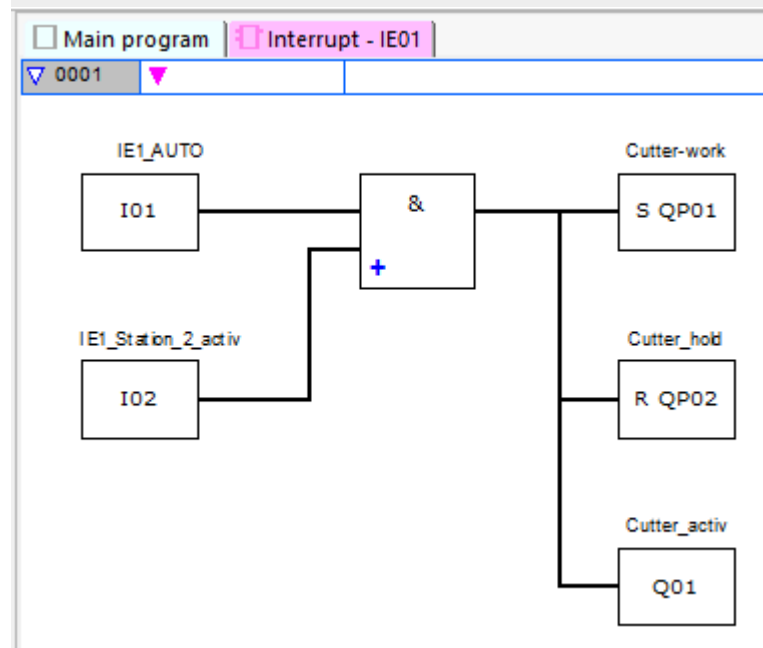 Main program
Interrupt - IE01
0001
IE1_AUTO
Cutter-work
I01
&
S QP01
+
IE1_Station_2_activ
Cutter_hold
I02
R QP02
Cutter_activ
Q01